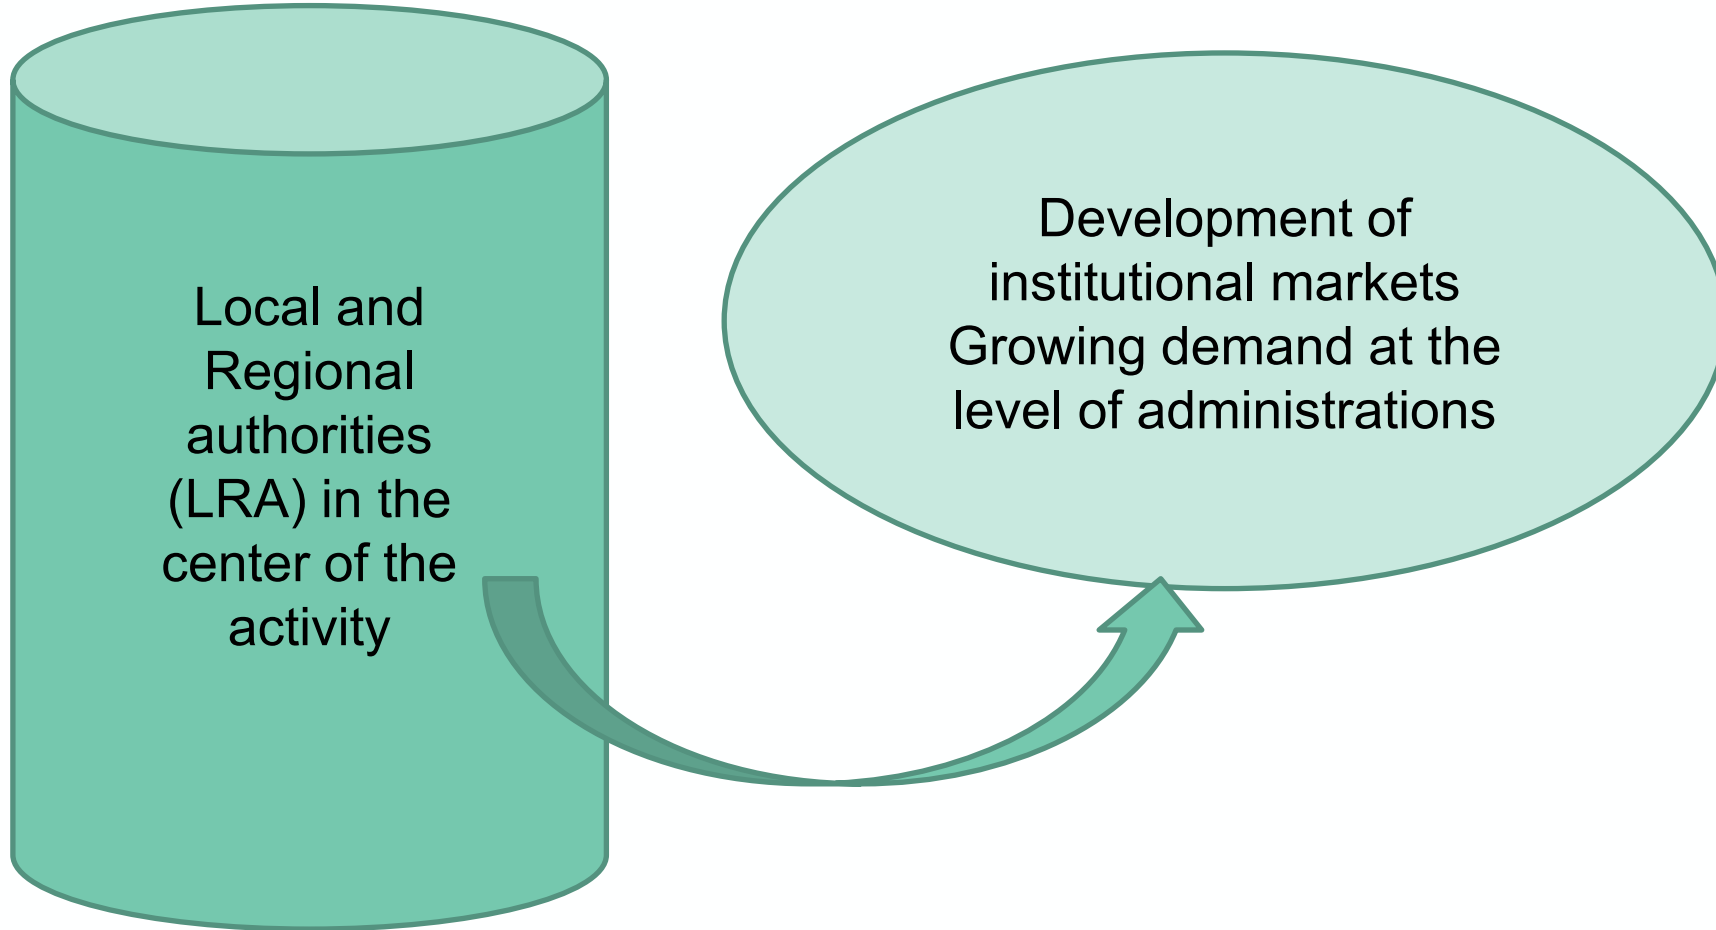 Local and
Regional
authorities
(LRA) in the
center of the
activity
Development of
institutional markets
Growing demand at the
level of administrations